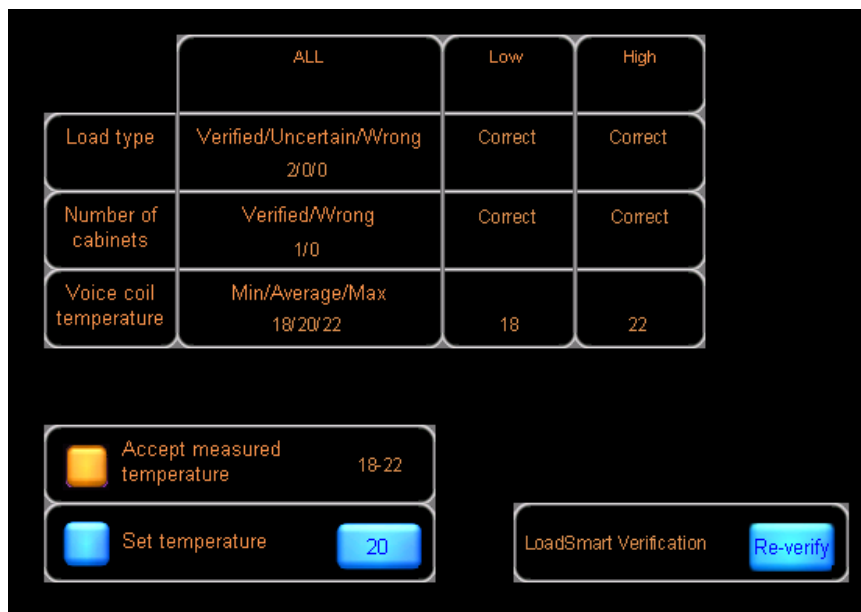 ALL Low High
Load type Verified/Uncertain/Wrong Correct Correct
2/0/0
Number of Verified/Wrong Correct Correct
cabinets 1/0
Voice coil Min/Average/Max
temperature 18/20/22 18 22
Accept measured
temperature 18-22
Set temperature 20
LoadSmart Verification Re-verify